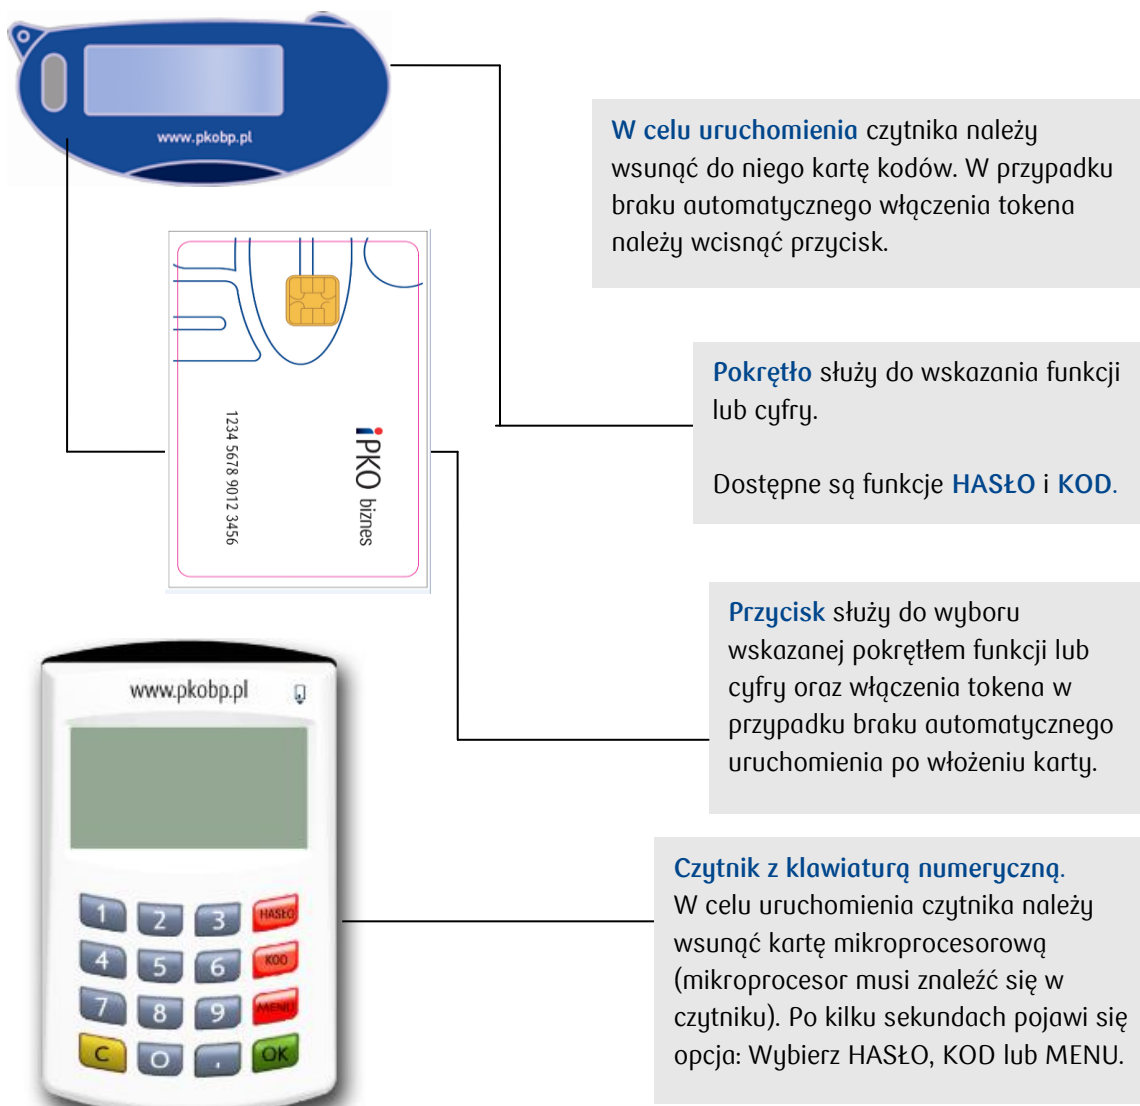 www.pkobp.pl
W celu uruchomienia czytnika należy
wsunąć do niego kartę kodów. W przypadku
braku automatycznego włączenia tokena
należy wcisnąć przycisk.
Pokrętło służy do wskazania funkcji
lub cyfry.
Dostępne są funkcje HASŁO i KOD.
1234 5678 9012 3456
iPKO biznes
Przycisk służy do wyboru
wskazanej pokrętłem funkcji lub
cyfry oraz włączenia tokena w
przypadku braku automatycznego
uruchomienia po włożeniu karty.
www.pkobp.pl
1 2 3 HASŁO
4 5 6 KOD
7 8 9 MENU
C 0 , OK
Czytnik z klawiaturą numeryczną.
W celu uruchomienia czytnika należy
wsunąć kartę mikroprocesorową
(mikroprocesor musi znaleźć się w
czytniku). Po kilku sekundach pojawi się
opcja: Wybierz HASŁO, KOD lub MENU.